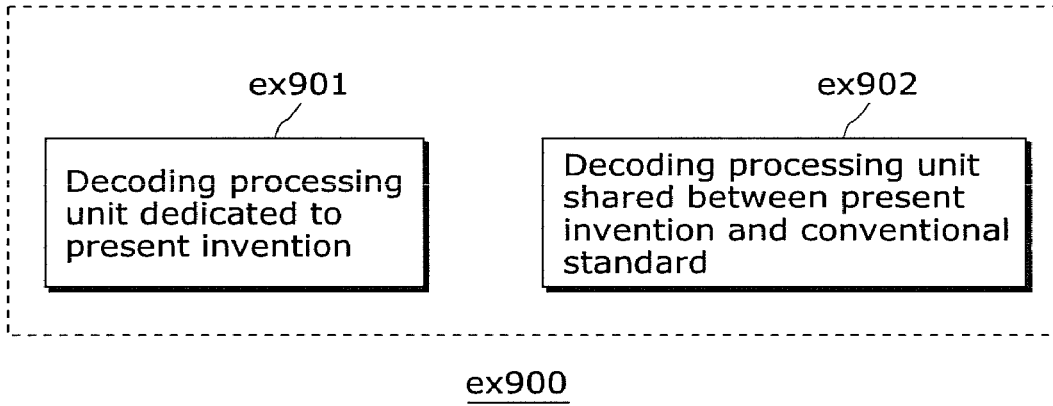 ex901
Decoding processing
unit dedicated to
present invention
ex902
Decoding processing unit
shared between present
invention and conventional
standard
ex900